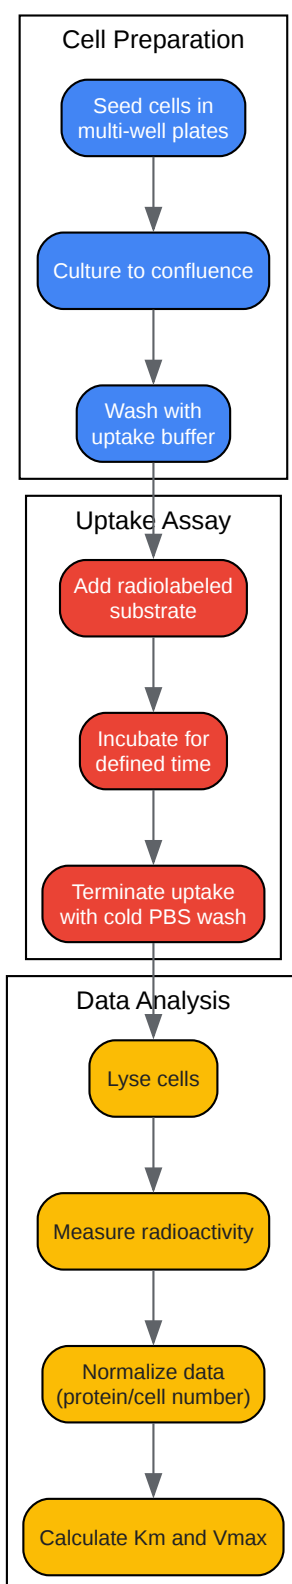 Cell Preparation
Seed cells in
multi-well plates
Culture to confluence
Wash with
uptake buffer
Uptake Assay
Add radiolabeled
substrate
Incubate for
defined time
Terminate uptake
with cold PBS wash
Data Analysis
Lyse cells
Measure radioactivity
Normalize data
(protein/cell number)
Calculate Km and Vmax